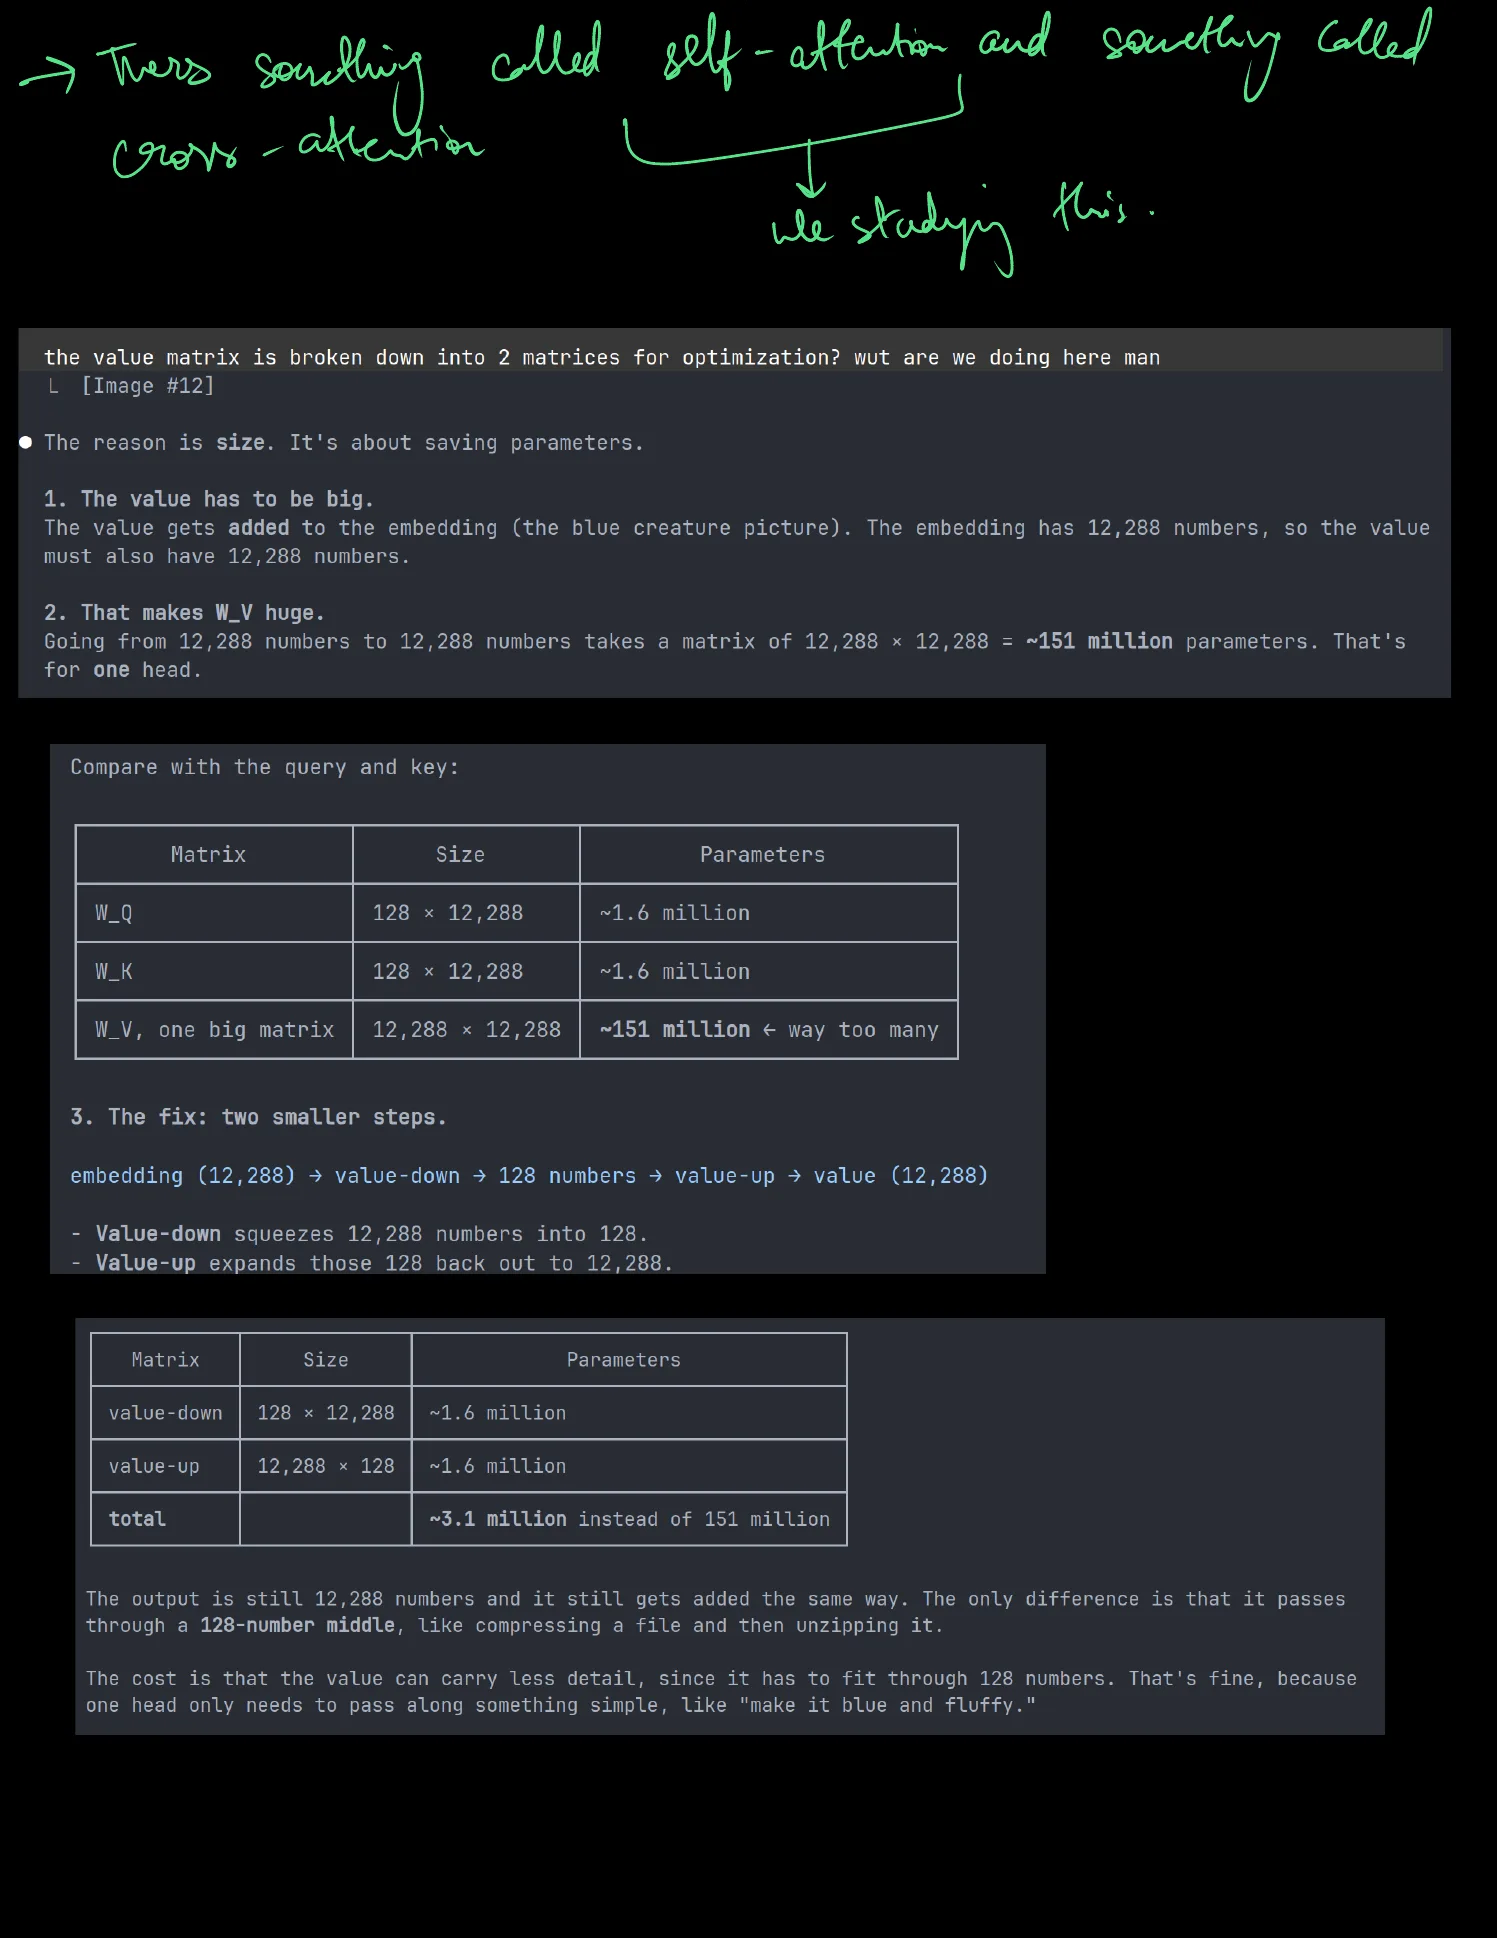 → Thers something called self-attention and something called
cross-attention
we studying this.
the value matrix is broken down into 2 matrices for optimization? wut are we doing here man
└ [Image #12]
● The reason is size. It's about saving parameters.
1. The value has to be big.
The value gets added to the embedding (the blue creature picture). The embedding has 12,288 numbers, so the value
must also have 12,288 numbers.
2. That makes W_V huge.
Going from 12,288 numbers to 12,288 numbers takes a matrix of 12,288 × 12,288 = ~151 million parameters. That's
for one head.
Compare with the query and key:
Matrix Size Parameters
W_Q 128 × 12,288 ~1.6 million
W_K 128 × 12,288 ~1.6 million
W_V, one big matrix 12,288 × 12,288 ~151 million ← way too many
3. The fix: two smaller steps.
embedding (12,288) → value-down → 128 numbers → value-up → value (12,288)
- Value-down squeezes 12,288 numbers into 128.
- Value-up expands those 128 back out to 12,288.
Matrix Size Parameters
value-down 128 × 12,288 ~1.6 million
value-up 12,288 × 128 ~1.6 million
total ~3.1 million instead of 151 million
The output is still 12,288 numbers and it still gets added the same way. The only difference is that it passes
through a 128-number middle, like compressing a file and then unzipping it.
The cost is that the value can carry less detail, since it has to fit through 128 numbers. That's fine, because
one head only needs to pass along something simple, like "make it blue and fluffy."